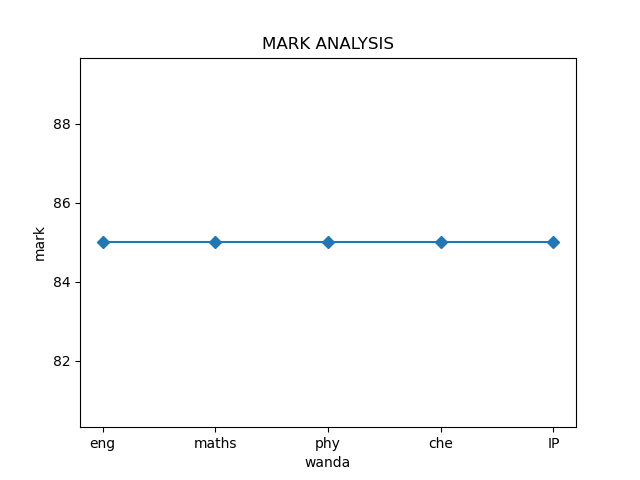 MARK ANALYSIS
88
86
84
82
mark
eng maths phy che IP
wanda